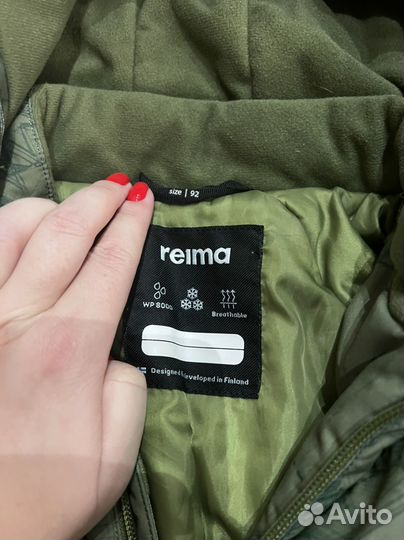 size | 92
reima
WP 8000
Breathable
Designed & developed in Finland
Avito